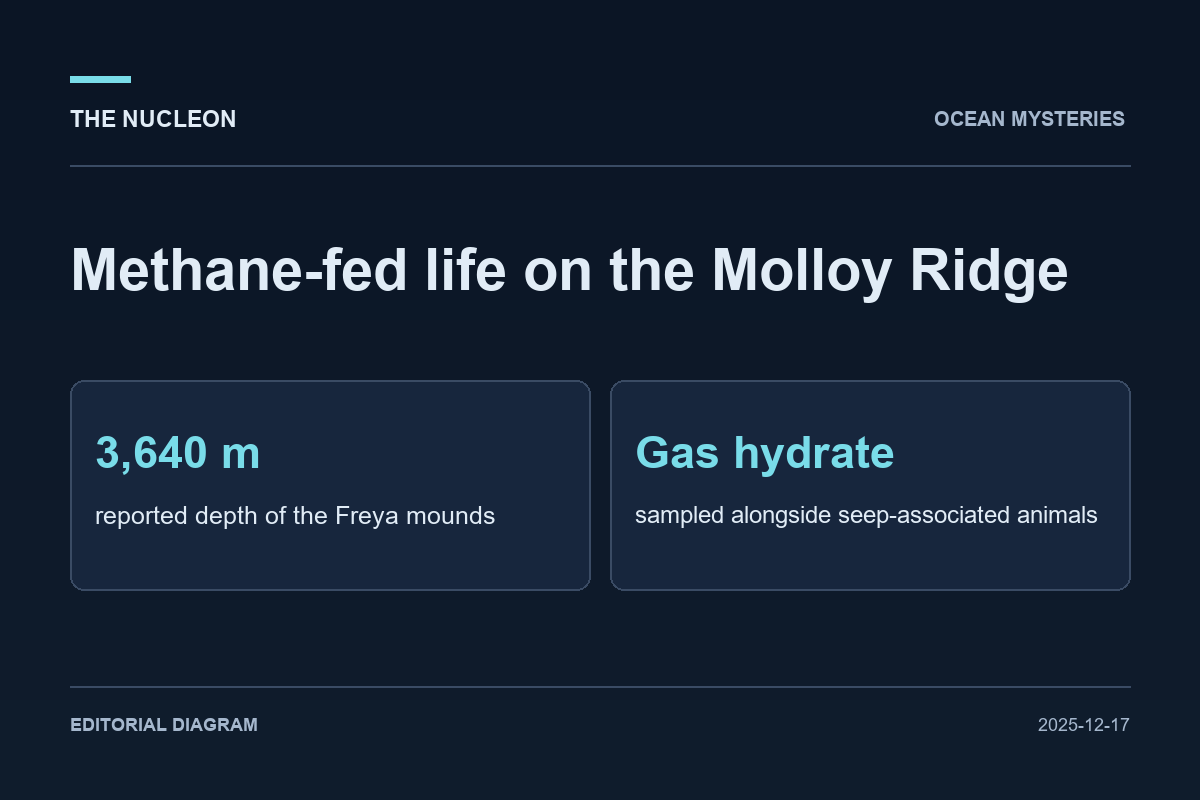 THE NUCLEON
OCEAN MYSTERIES
Methane-fed life on the Molloy Ridge
3,640 m
reported depth of the Freya mounds
Gas hydrate
sampled alongside seep-associated animals
EDITORIAL DIAGRAM
2025-12-17